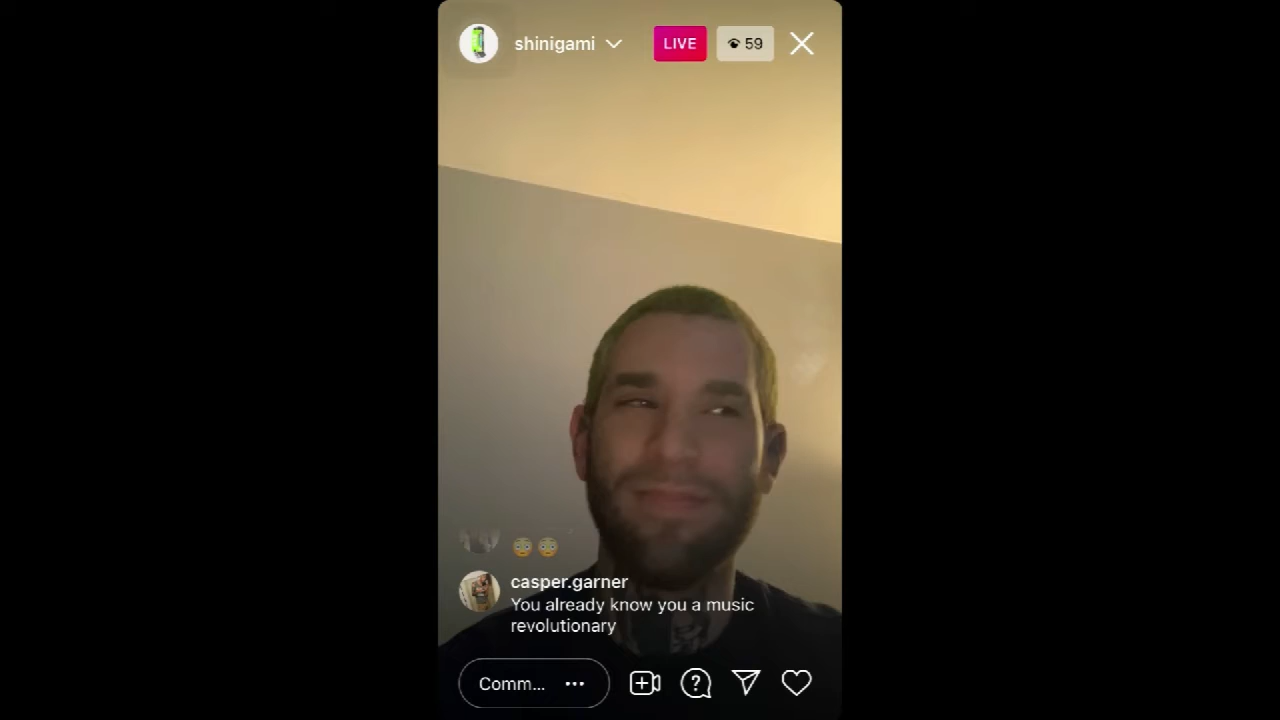 shinigami
LIVE
59
casper.garner
You already know you a music
revolutionary
Comm...